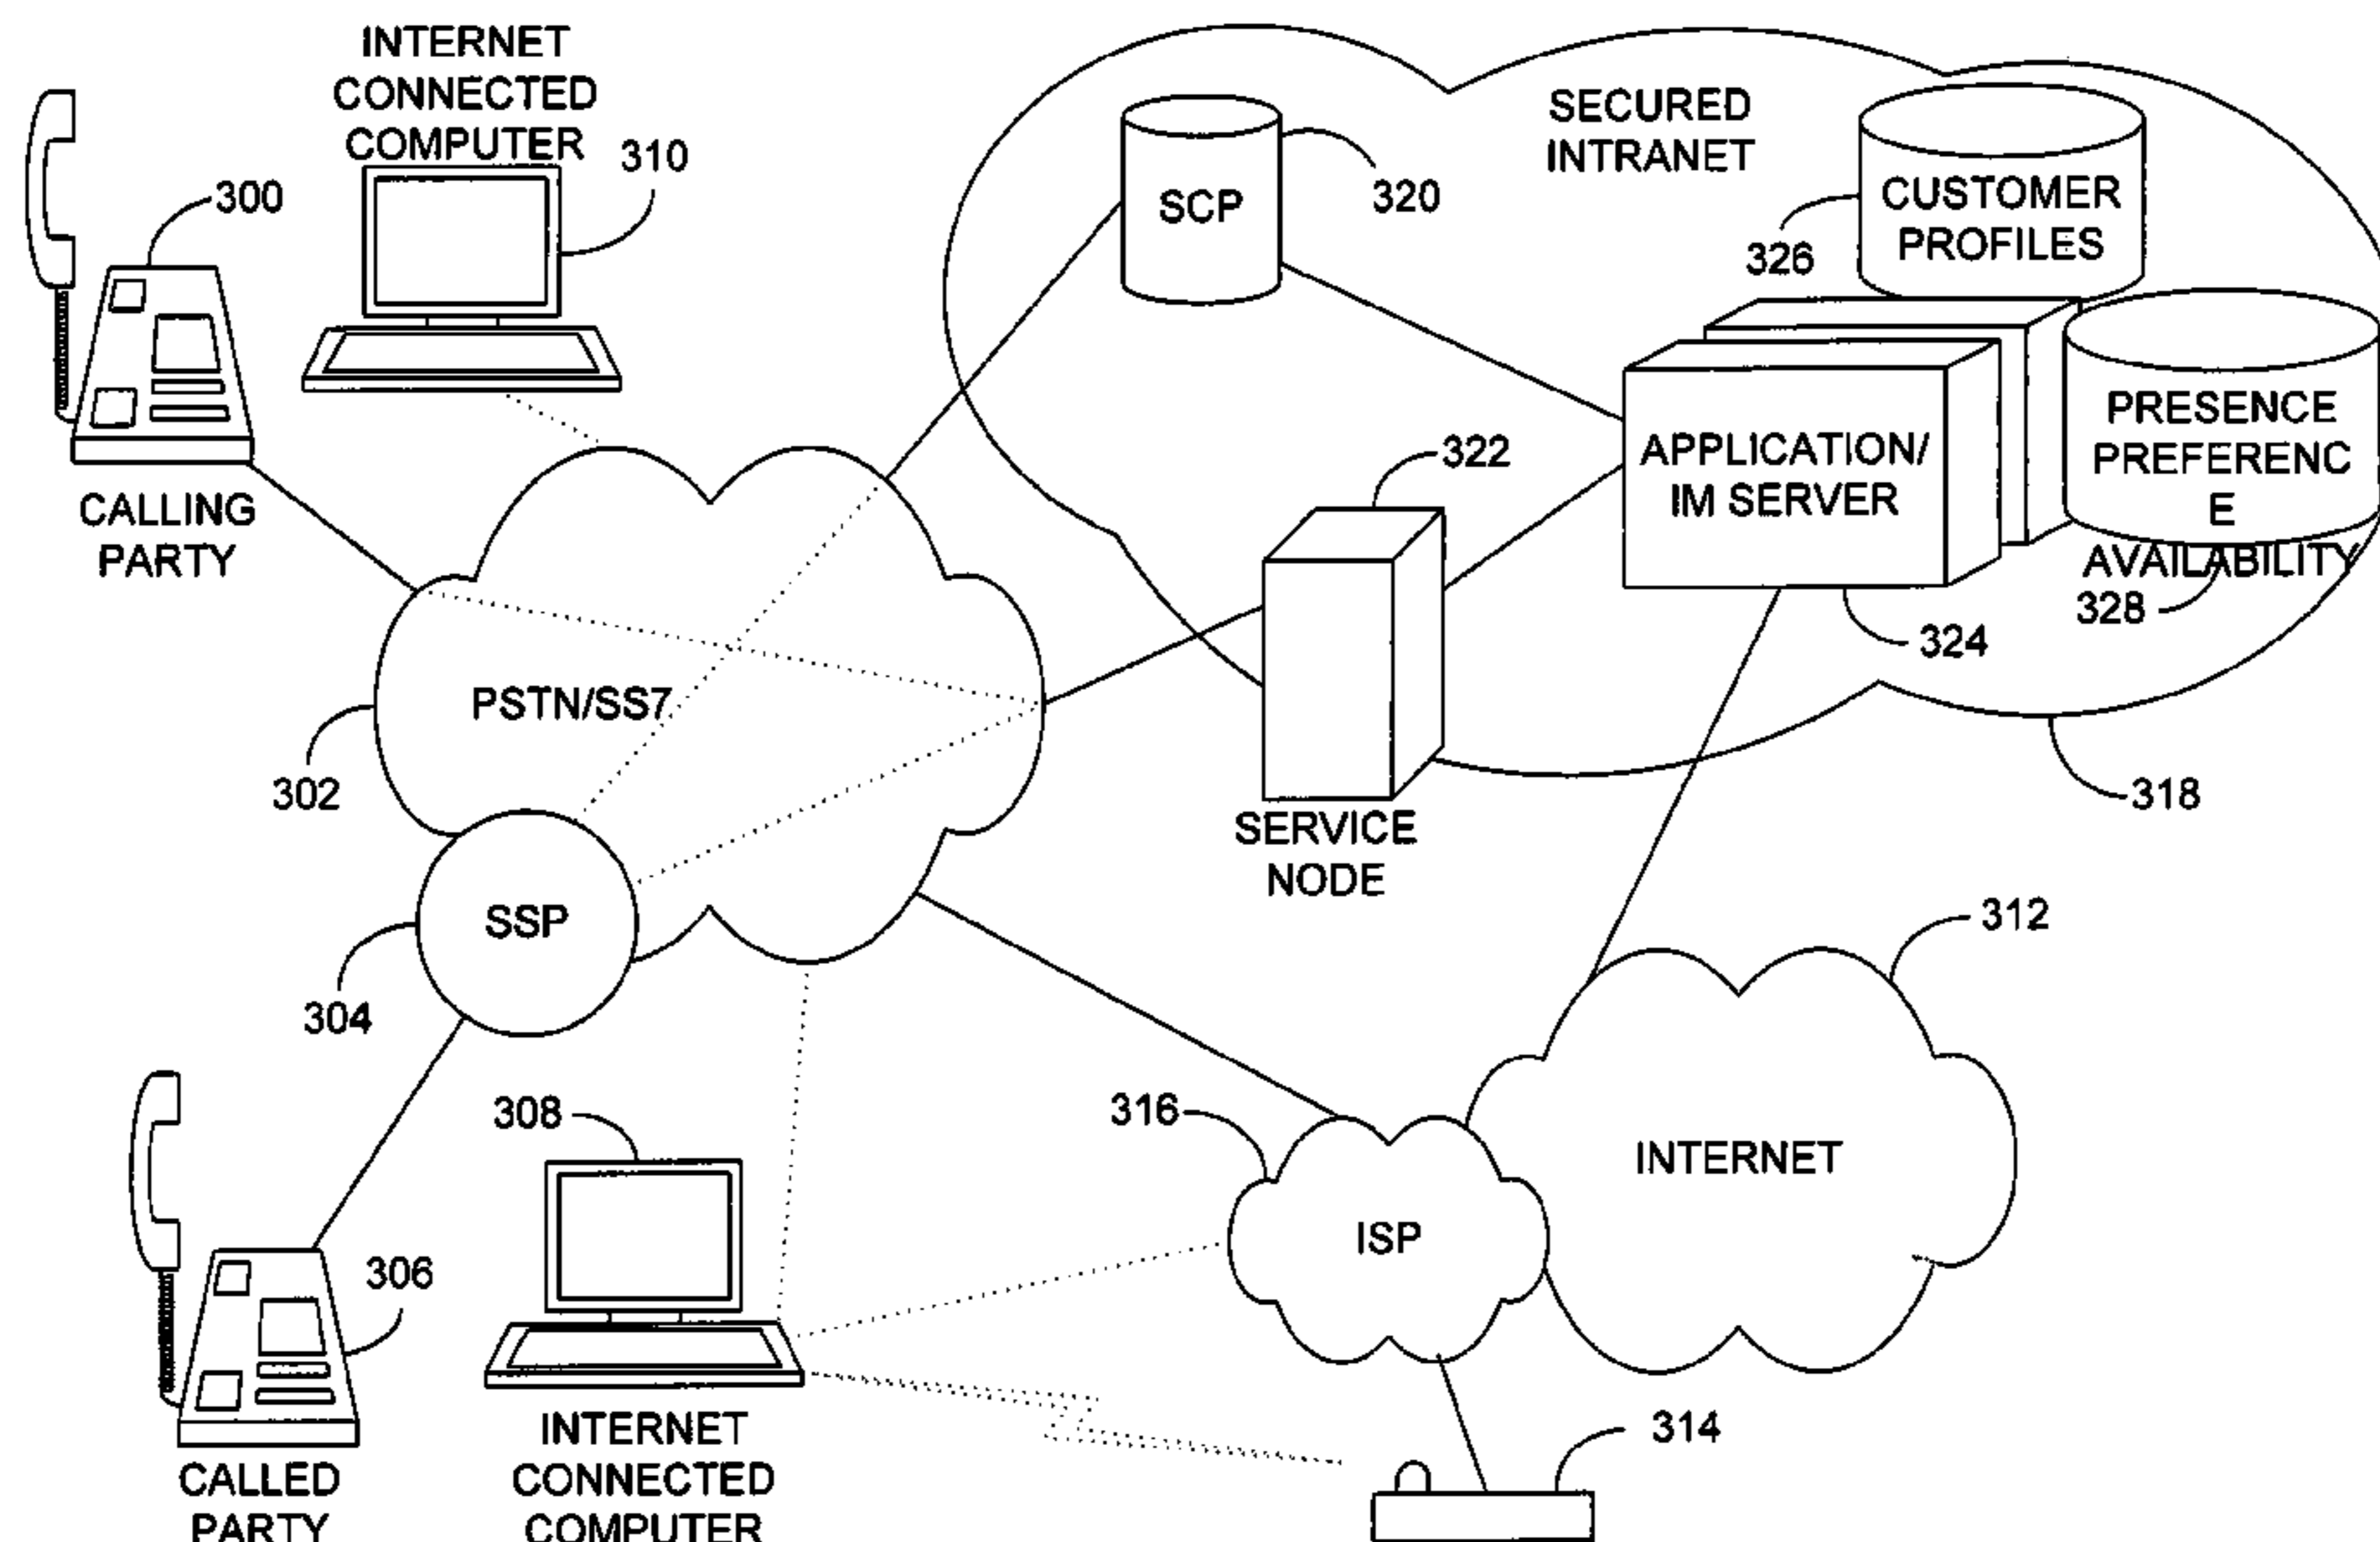 INTERNET
CONNECTED
COMPUTER
310
300
CALLING
PARTY
SECURED
INTRANET
SCP
320
CUSTOMER
PROFILES
326
APPLICATION/
IM SERVER
324
PRESENCE
PREFERENC
E
AVAILABILITY
328
322
SERVICE
NODE
318
PSTN/SS7
302
SSP
304
312
INTERNET
316
ISP
314
308
INTERNET
CONNECTED
COMPUTER
306
CALLED
PARTY